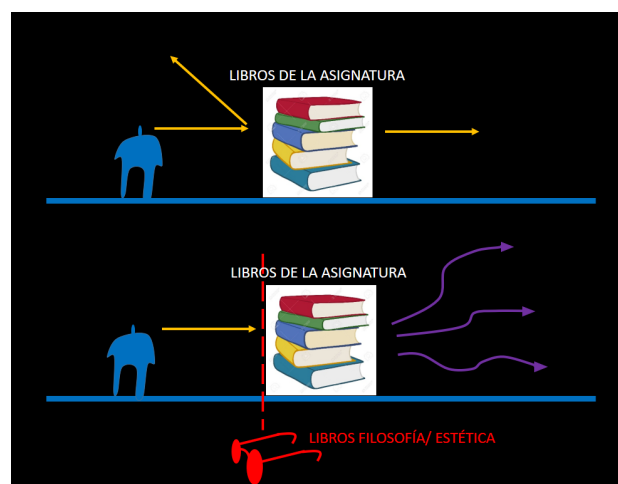 LIBROS DE LA ASIGNATURA
LIBROS DE LA ASIGNATURA
LIBROS FILOSOFÍA/ ESTÉTICA